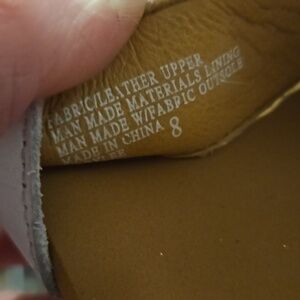 FABRIC/LEATHER UPPER
MAN MADE MATERIALS LINING
MAN MADE W/FABRIC OUTSOLE
MADE IN CHINA 8